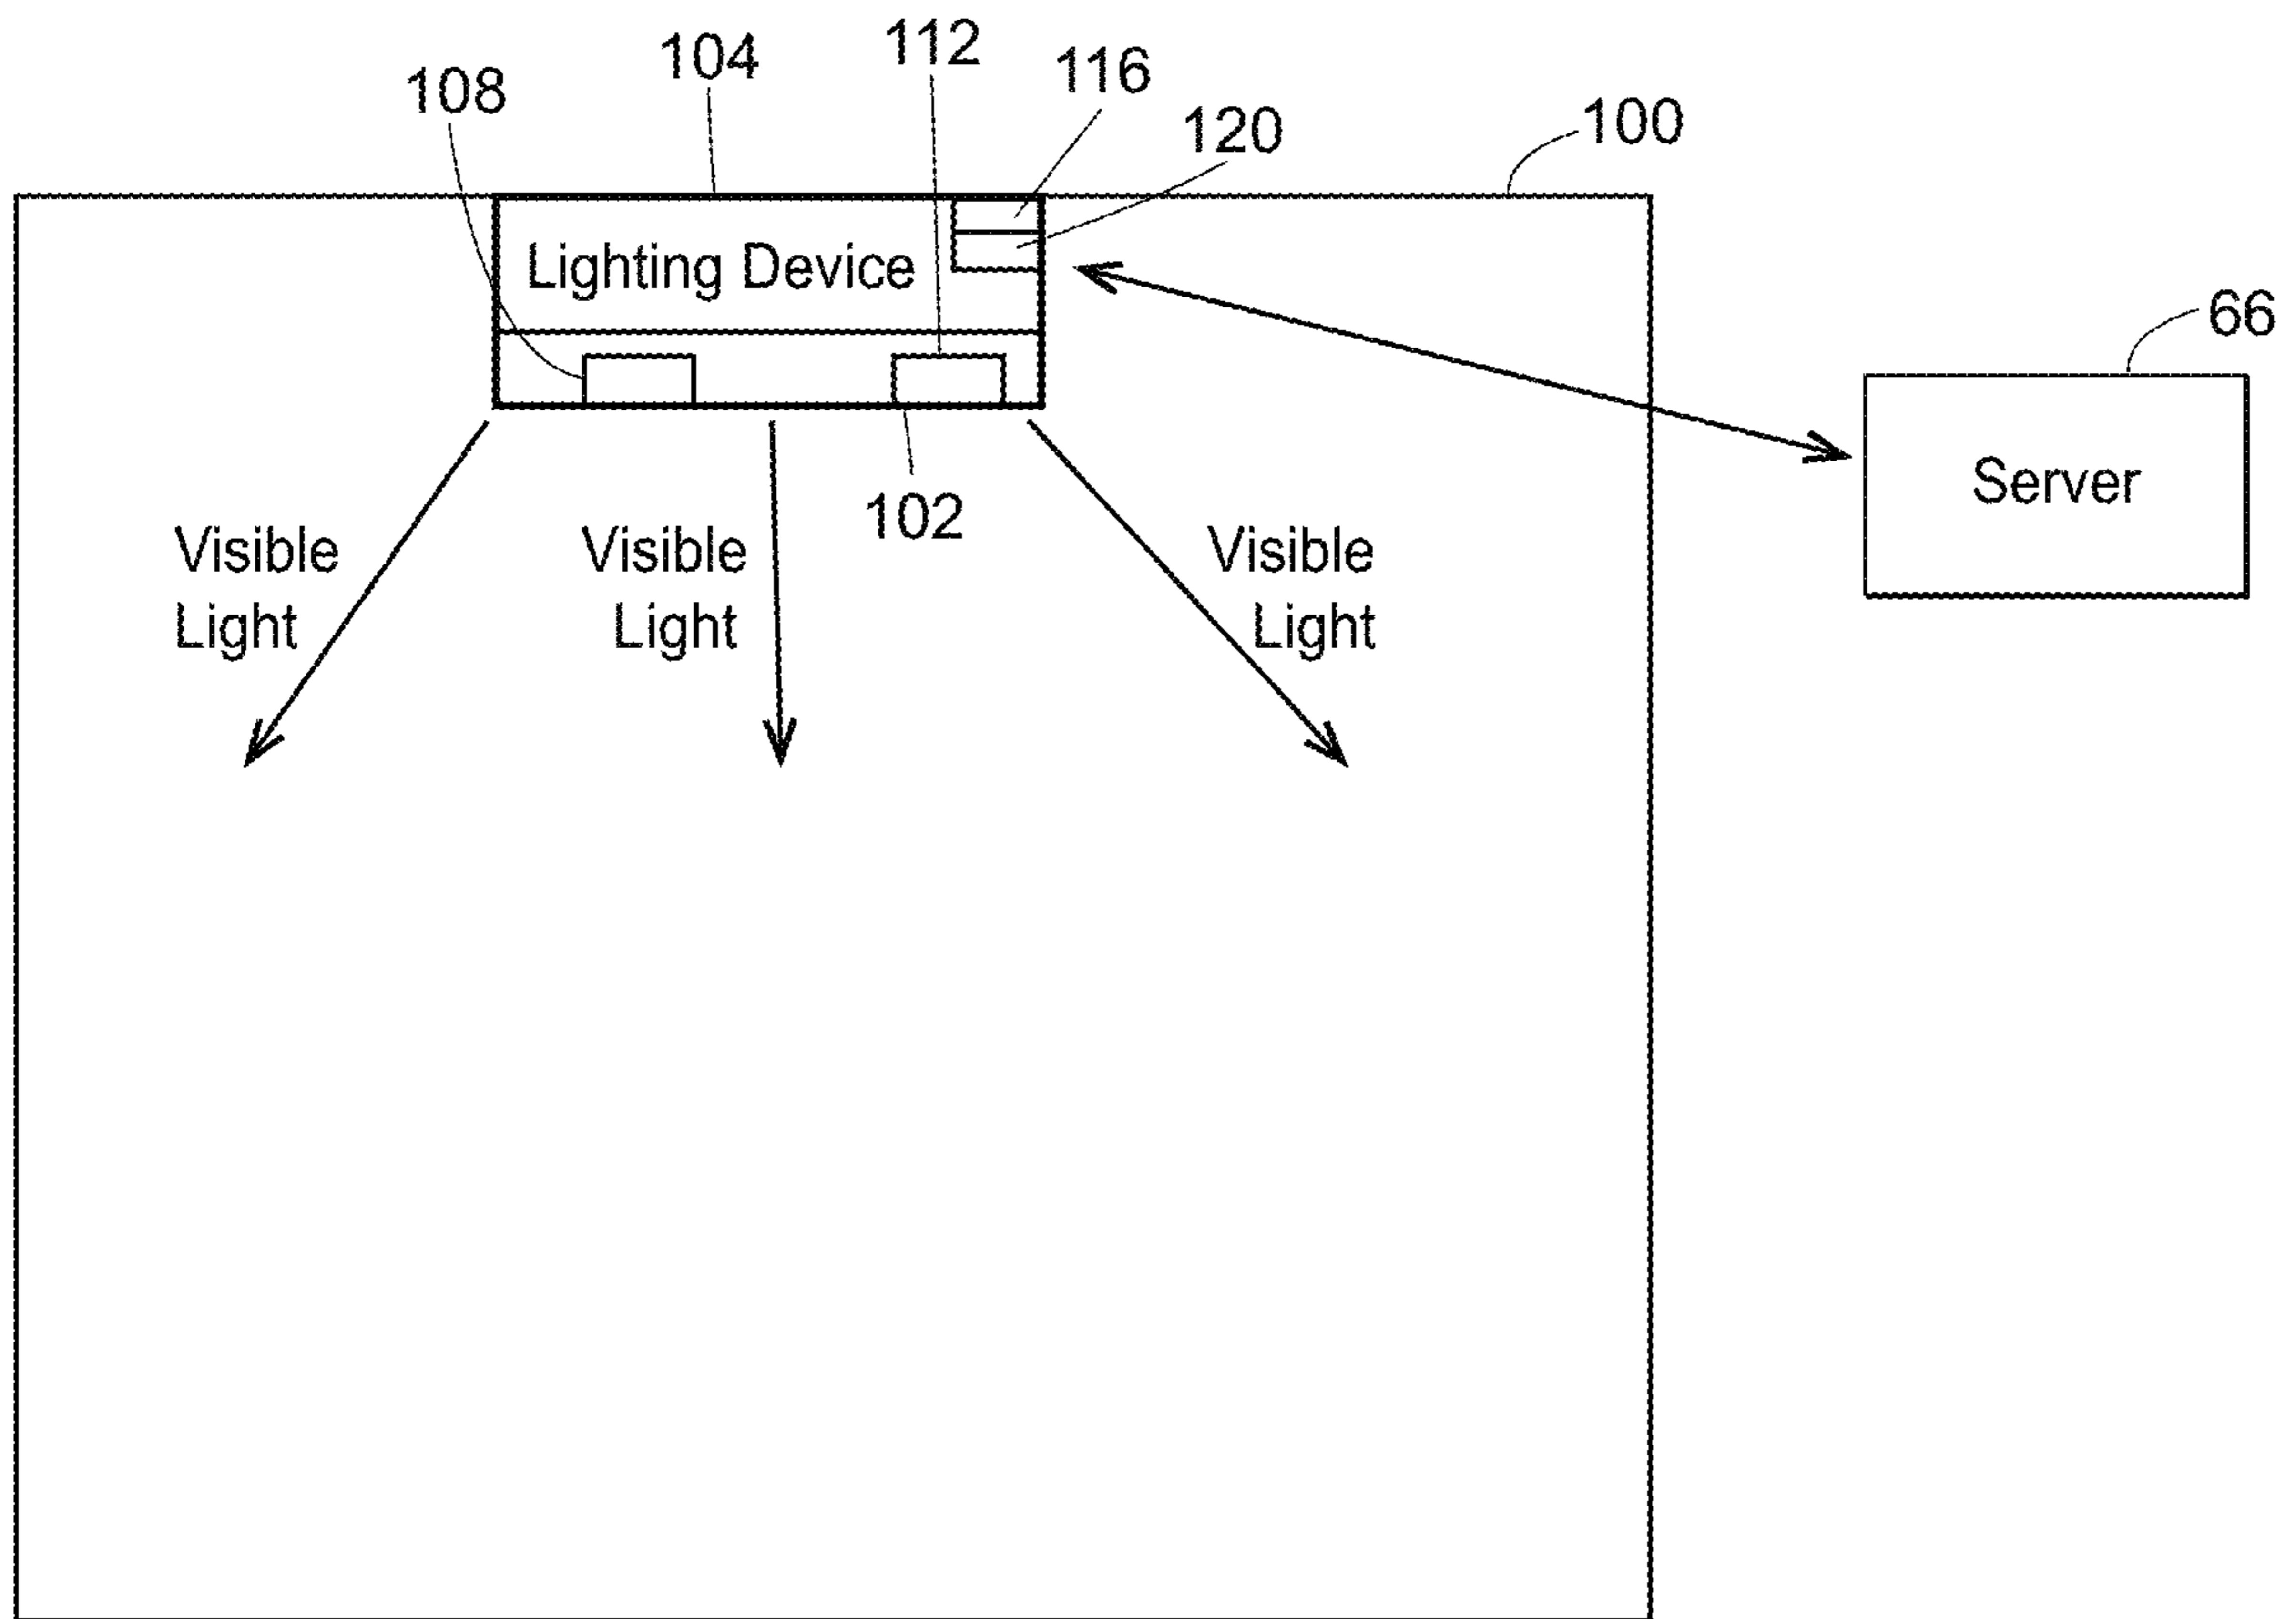 104
112
116
108
120
100
Lighting Device
66
Server
102
Visible
Light
Visible
Light
Visible
Light